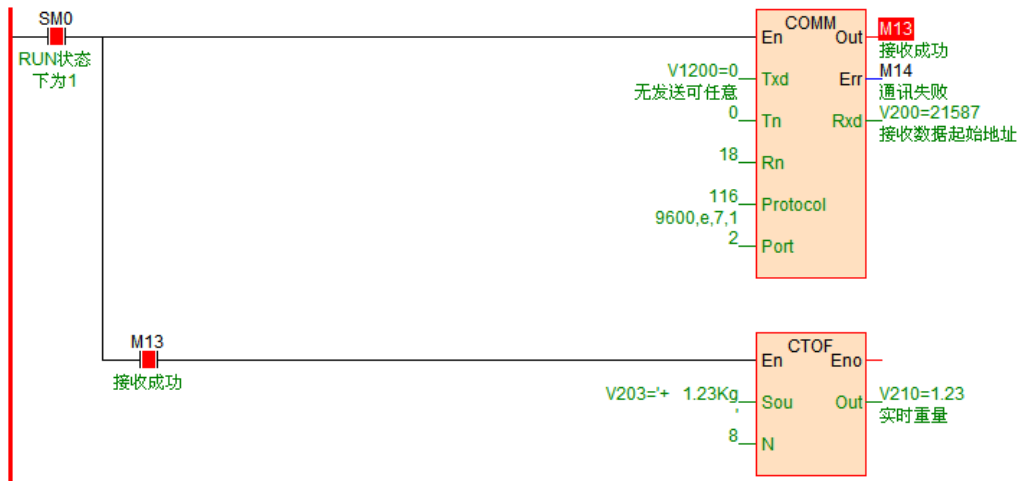 SM0
RUN状态
下为1
COMM
En
Out
M13
接收成功
V1200=0
无发送可任意
Txd
Err
M14
通讯失败
0
Tn
Rxd
V200=21587
接收数据起始地址
18
Rn
116
9600,e,7,1
Protocol
2
Port
M13
接收成功
CTOF
En
Eno
V203='+  1.23Kg
'
Sou
Out
V210=1.23
实时重量
8
N